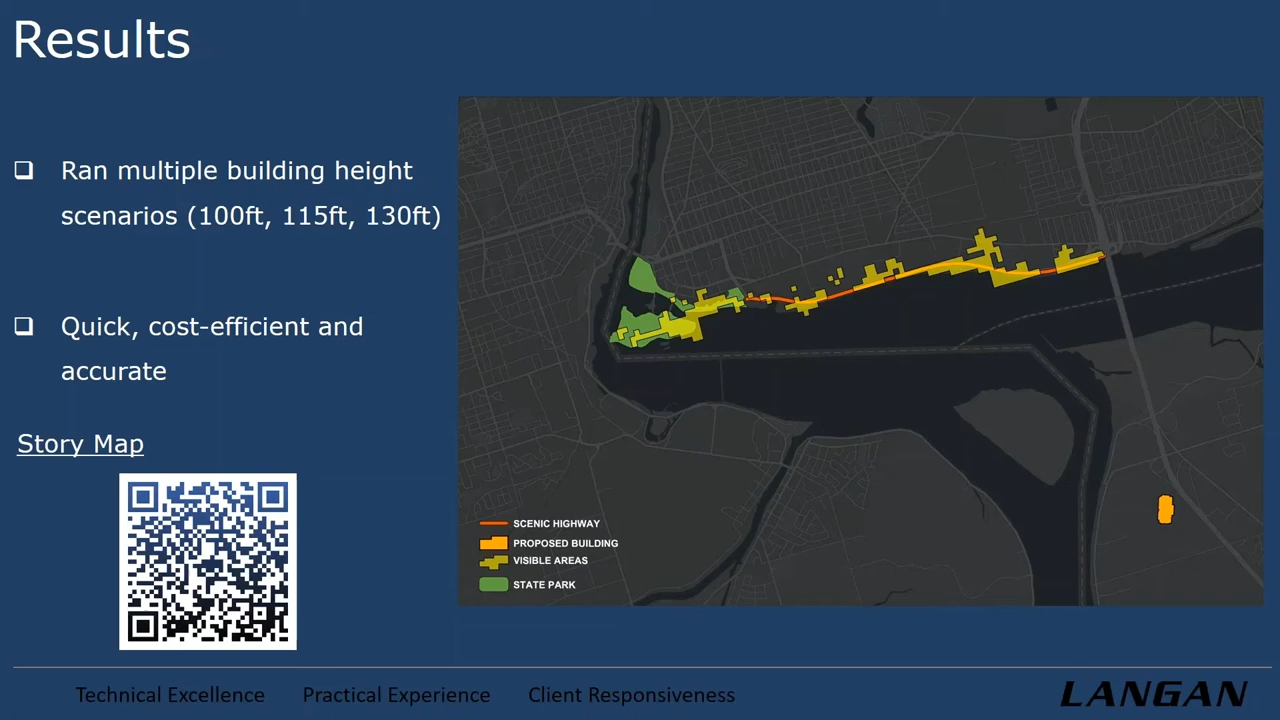 Results
Ran multiple building height
scenarios (100ft, 115ft, 130ft)
Quick, cost-efficient and
accurate
Story Map
SCENIC HIGHWAY
PROPOSED BUILDING
VISIBLE AREAS
STATE PARK
Technical Excellence Practical Experience Client Responsiveness
LANGAN